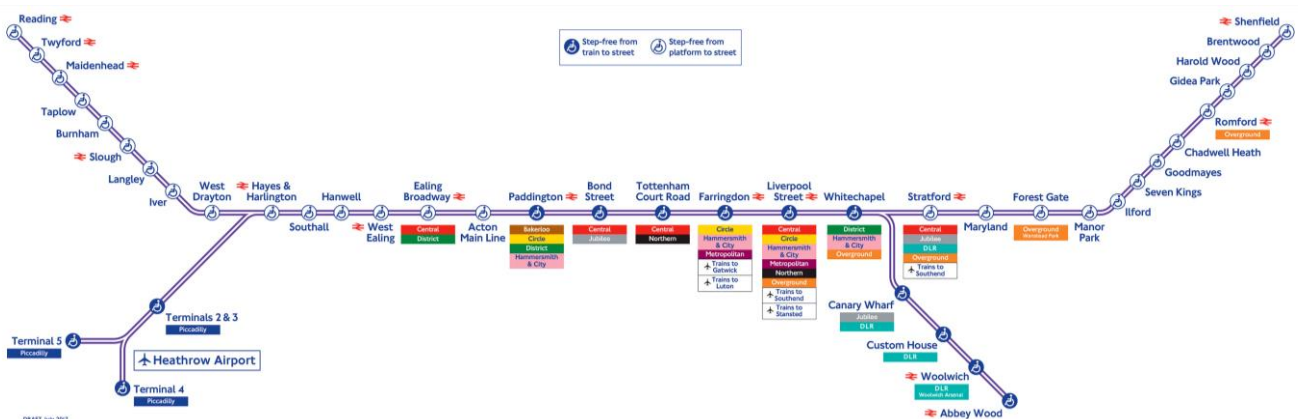 Reading
Twyford
Maidenhead
Taplow
Burnham
Slough
Langley
Iver
West
Drayton
Hayes &
Harlington
Southall
Hanwell
West
Ealing
Ealing
Broadway
Central
District
Acton
Main Line
Paddington
Bakerloo
Circle
District
Hammersmith
& City
Bond
Street
Central
Jubilee
Tottenham
Court Road
Central
Northern
Farringdon
Circle
Hammersmith
& City
Metropolitan
Trains to
Gatwick
Trains to
Luton
Liverpool
Street
Central
Circle
Hammersmith
& City
Metropolitan
Northern
Overground
Trains to
Southend
Trains to
Stansted
Whitechapel
District
Hammersmith
& City
Overground
Stratford
Central
Jubilee
DLR
Overground
Trains to
Southend
Maryland
Forest Gate
Overground
Wanstead Park
Manor
Park
Ilford
Seven Kings
Goodmayes
Chadwell Heath
Romford
Overground
Gidea Park
Harold Wood
Brentwood
Shenfield
Step-free from
train to street
Step-free from
platform to street
Terminals 2 & 3
Piccadilly
Terminal 5
Piccadilly
Heathrow Airport
Terminal 4
Piccadilly
Canary Wharf
Jubilee
DLR
Custom House
DLR
Woolwich
DLR
Woolwich Arsenal
Abbey Wood